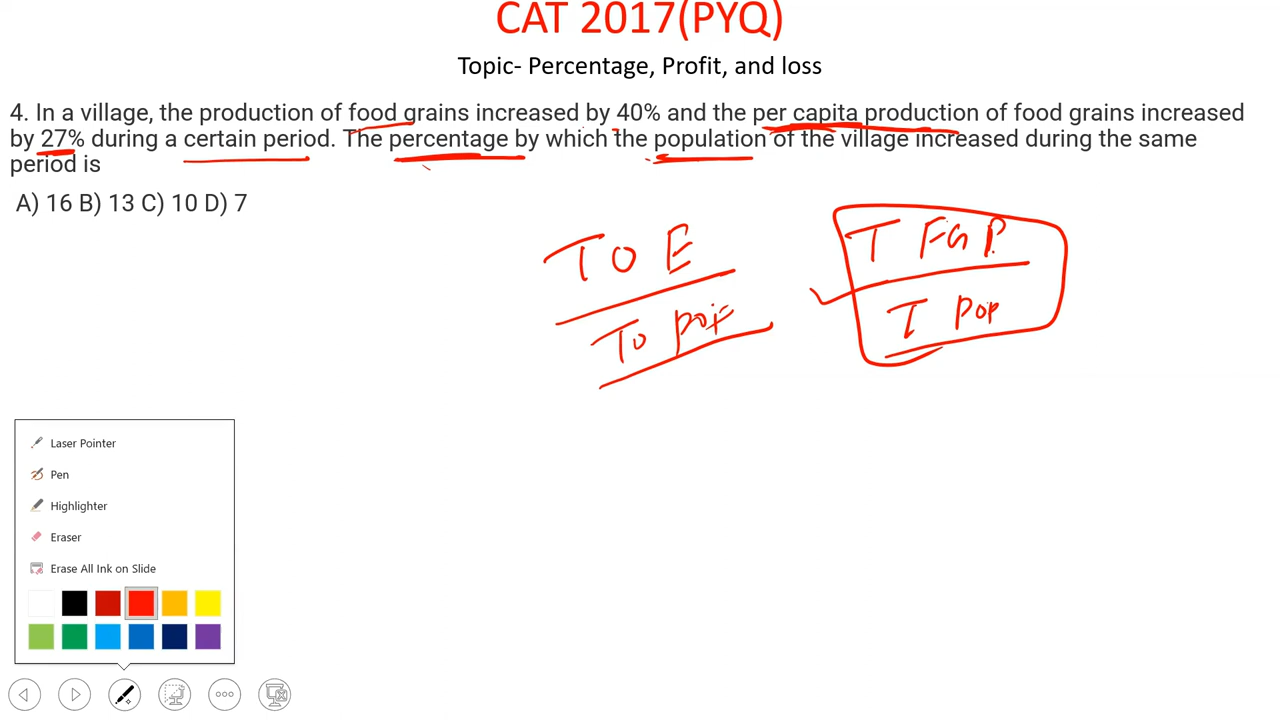 CAT 2017(PYQ)
Topic- Percentage, Profit, and loss
4. In a village, the production of food grains increased by 40% and the per capita production of food grains increased
by 27% during a certain period. The percentage by which the population of the village increased during the same
period is
A) 16 B) 13 C) 10 D) 7
T O E
To pop
T FG P
T pop
Laser Pointer
Pen
Highlighter
Eraser
Erase All Ink on Slide